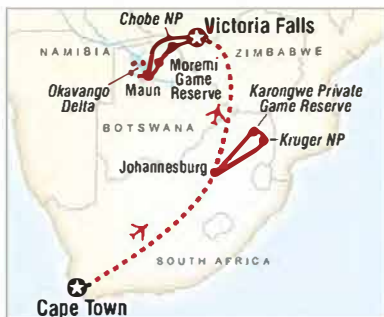 Chobe NP
Victoria Falls
NAMIBIA
ZIMBABWE
Moremi
Game
Reserve
Okavango
Delta
Maun
Karongwe Private
Game Reserve
BOTSWANA
Kruger NP
Johannesburg
SOUTH AFRICA
Cape Town